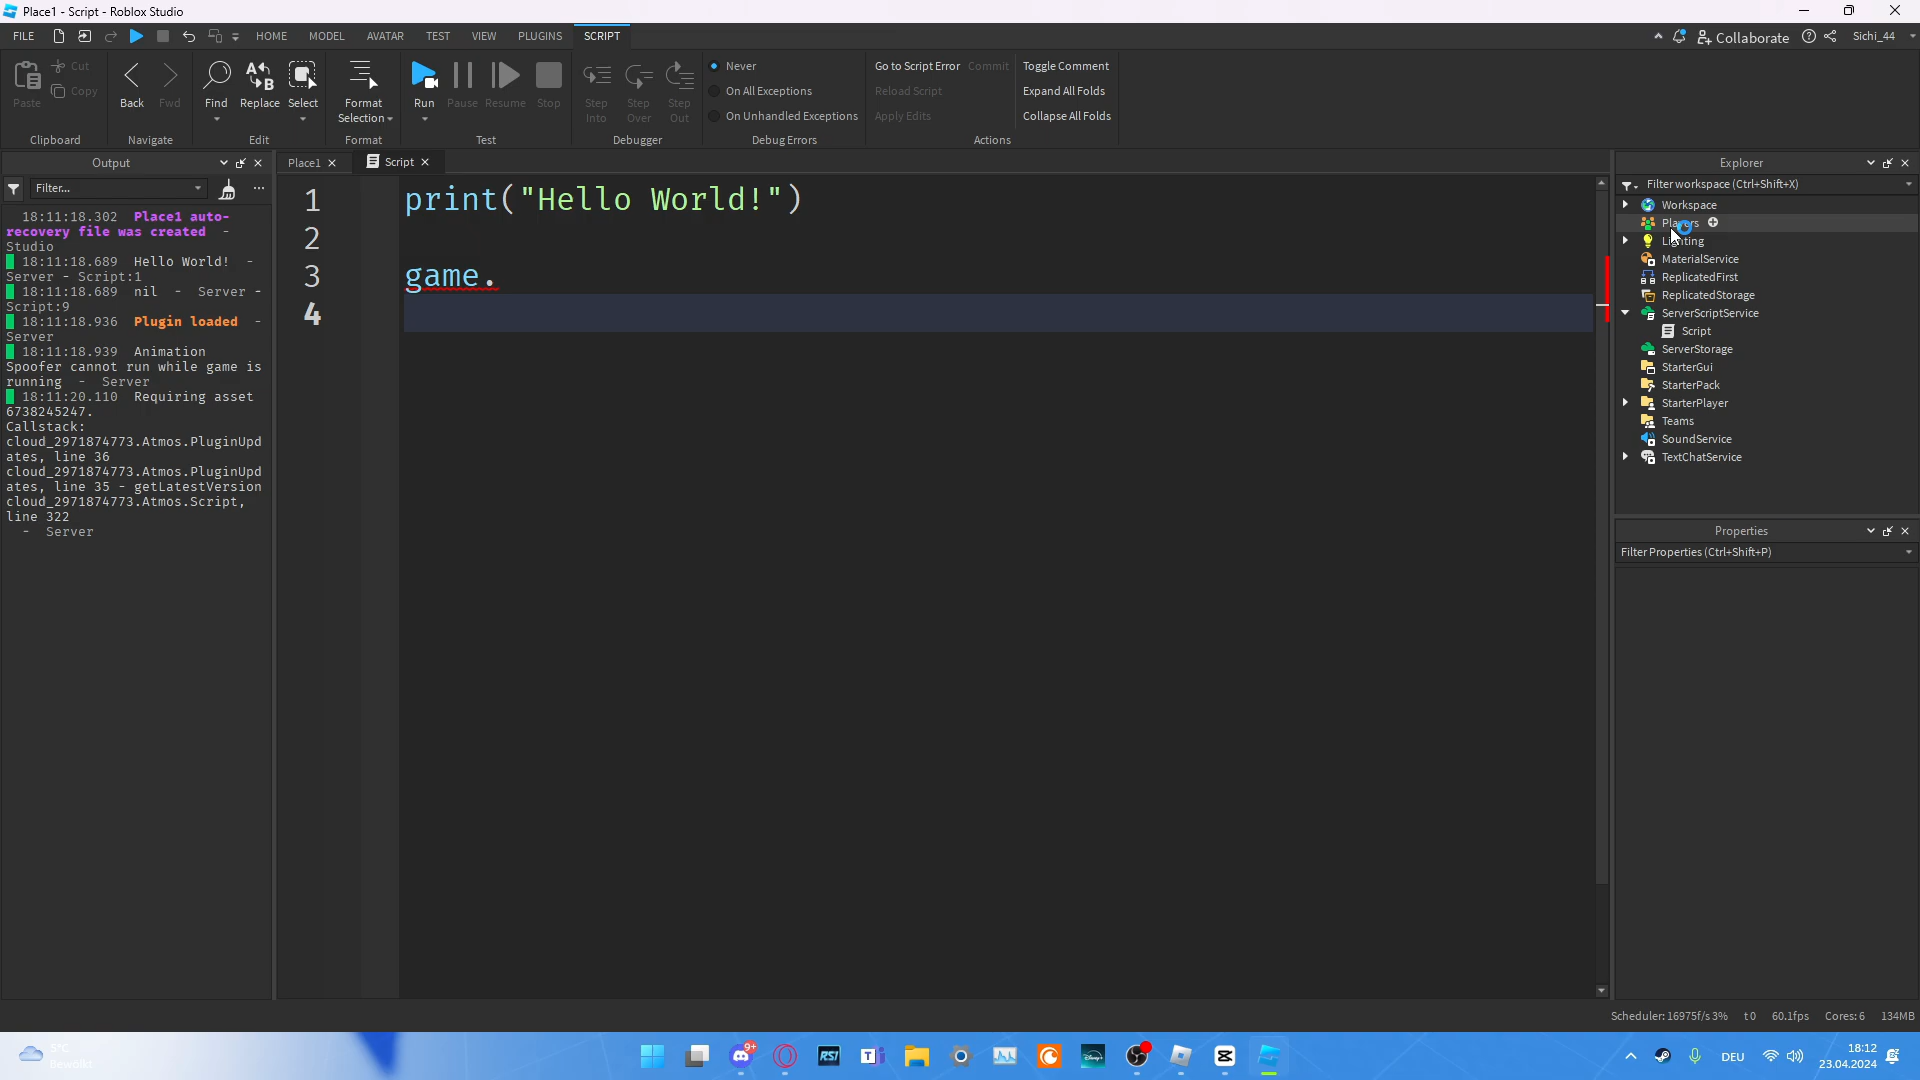 Place1 - Script - Roblox Studio
FILE HOME MODEL AVATAR TEST VIEW PLUGINS SCRIPT Collaborate Sichi_44
Paste Cut Copy Back Fwd Find Replace Select Format Selection Run Pause Resume Stop Step Into Step Over Step Out
Never
On All Exceptions
On Unhandled Exceptions
Go to Script Error Commit
Reload Script
Apply Edits
Toggle Comment
Expand All Folds
Collapse All Folds
Clipboard Navigate Edit Format Test Debugger Debug Errors Actions
Output
Filter...
18:11:18.302 Place1 auto-
recovery file was created -
Studio
18:11:18.689 Hello World! -
Server - Script:1
18:11:18.689 nil - Server -
Script:9
18:11:18.936 Plugin loaded -
Server
18:11:18.939 Animation
Spoofer cannot run while game is
running - Server
18:11:20.110 Requiring asset
6738245247.
Callstack:
cloud_2971874773.Atmos.PluginUpd
ates, line 36
cloud_2971874773.Atmos.PluginUpd
ates, line 35 - getLatestVersion
cloud_2971874773.Atmos.Script,
line 322
- Server
Place1 Script
1 print("Hello World!")
2
3 game.
4
Explorer
Filter workspace (Ctrl+Shift+X)
Workspace
Players
Lighting
MaterialService
ReplicatedFirst
ReplicatedStorage
ServerScriptService
Script
ServerStorage
StarterGui
StarterPack
StarterPlayer
Teams
SoundService
TextChatService
Properties
Filter Properties (Ctrl+Shift+P)
Scheduler: 16975f/s 3% t0 60.1fps Cores: 6 134MB
5°C
Bewölkt
9+
RSI
T
Disney+
DEU
18:12
23.04.2024